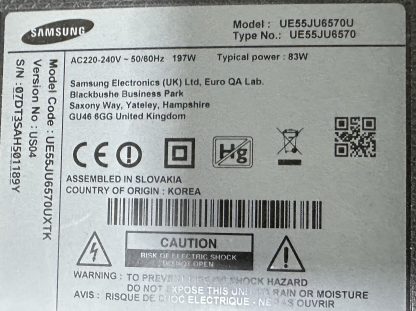 SAMSUNG
Model : UE55JU6570U
Type No.: UE55JU6570
AC220-240V ~ 50/60Hz 197W Typical power : 83W
Samsung Electronics (UK) Ltd, Euro QA Lab.
Blackbushe Business Park
Saxony Way, Yateley, Hampshire
GU46 6GG United Kingdom
Model Code : UE55JU6570UXTK
Version No : US04
S/N : 07DT3SAH501189Y
CE
Hg
ASSEMBLED IN SLOVAKIA
COUNTRY OF ORIGIN : KOREA
CAUTION
RISK OF ELECTRIC SHOCK
DO NOT OPEN
WARNING : TO PREVENT SHOCK HAZARD
DO NOT EXPOSE THIS UNIT RAIN OR MOISTURE
AVIS : RISQUE DE CHOC ELECTRIQUE - NE PAS OUVRIR